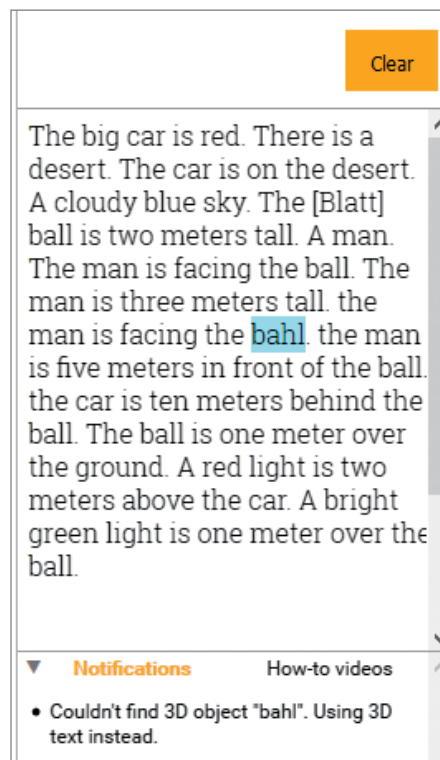 Clear
The big car is red. There is a
desert. The car is on the desert.
A cloudy blue sky. The [Blatt]
ball is two meters tall. A man.
The man is facing the ball. The
man is three meters tall. the
man is facing the bahl. the man
is five meters in front of the ball.
the car is ten meters behind the
ball. The ball is one meter over
the ground. A red light is two
meters above the car. A bright
green light is one meter over the
ball.
Notifications How-to videos
• Couldn't find 3D object "bahl". Using 3D
text instead.